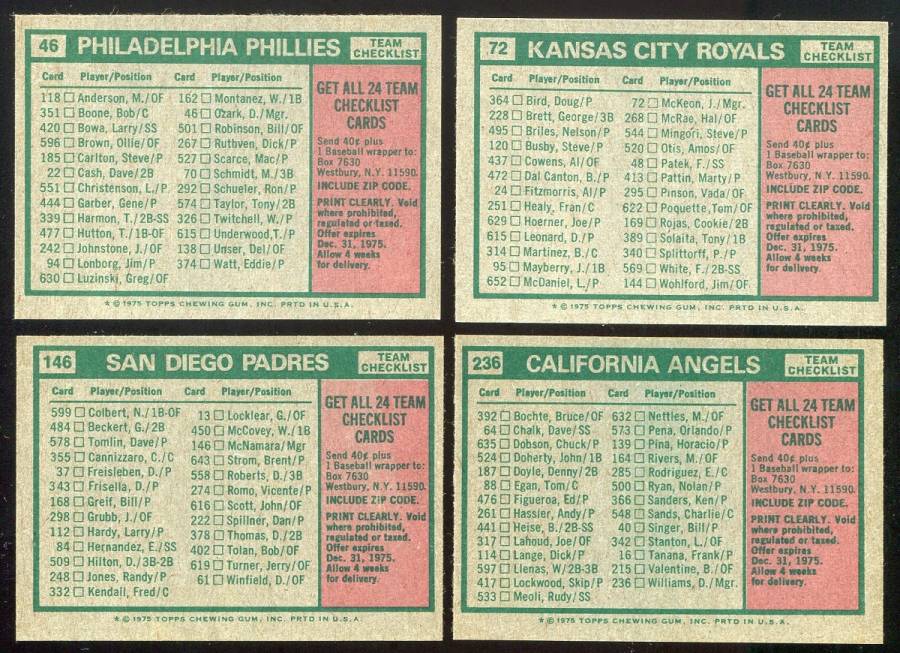 46 PHILADELPHIA PHILLIES TEAM CHECKLIST
Card Player/Position Card Player/Position
118 □ Anderson, M./OF 162 □ Montanez, W./1B
351 □ Boone, Bob/C 46 □ Ozark, D./Mgr.
420 □ Bowa, Larry/SS 501 □ Robinson, Bill/OF
596 □ Brown, Ollie/OF 267 □ Ruthven, Dick/P
185 □ Carlton, Steve/P 527 □ Scarce, Mac/P
22 □ Cash, Dave/2B 70 □ Schmidt, M./3B
551 □ Christenson, L./P 292 □ Schueler, Ron/P
444 □ Garber, Gene/P 574 □ Taylor, Tony/2B
339 □ Harmon, T./2B-SS 326 □ Twitchell, W./P
477 □ Hutton, T./1B-OF 615 □ Underwood,T./P
242 □ Johnstone, J./OF 138 □ Unser, Del/OF
94 □ Lonborg, Jim/P 374 □ Watt, Eddie/P
630 □ Luzinski, Greg/OF
GET ALL 24 TEAM
CHECKLIST
CARDS
Send 40¢ plus
1 Baseball wrapper to:
Box 7630
Westbury, N.Y. 11590.
INCLUDE ZIP CODE.
PRINT CLEARLY. Void
where prohibited,
regulated or taxed.
Offer expires
Dec. 31, 1975.
Allow 4 weeks
for delivery.
* © 1975 TOPPS CHEWING GUM, INC. PRTD IN U.S.A.
72 KANSAS CITY ROYALS TEAM CHECKLIST
Card Player/Position Card Player/Position
364 □ Bird, Doug/P 72 □ McKeon, J./Mgr.
228 □ Brett, George/3B 268 □ McRae, Hal/OF
495 □ Briles, Nelson/P 544 □ Mingori, Steve/P
120 □ Busby, Steve/P 520 □ Otis, Amos/OF
437 □ Cowens, Al/OF 48 □ Patek, F./SS
472 □ Dal Canton, B./P 413 □ Pattin, Marty/P
24 □ Fitzmorris, Al/P 295 □ Pinson, Vada/OF
251 □ Healy, Fran/C 622 □ Poquette,Tom/OF
629 □ Hoerner, Joe/P 169 □ Rojas, Cookie/2B
615 □ Leonard, D./P 389 □ Solaita, Tony/1B
314 □ Martinez, B./C 340 □ Splittorff, P./P
95 □ Mayberry, J./1B 569 □ White, F./2B-SS
652 □ McDaniel, L./P 144 □ Wohlford, Jim/OF
GET ALL 24 TEAM
CHECKLIST
CARDS
Send 40¢ plus
1 Baseball wrapper to:
Box 7630
Westbury, N.Y. 11590.
INCLUDE ZIP CODE.
PRINT CLEARLY. Void
where prohibited,
regulated or taxed.
Offer expires
Dec. 31, 1975.
Allow 4 weeks
for delivery.
* © 1975 TOPPS CHEWING GUM, INC. PRTD IN U.S.A.
146 SAN DIEGO PADRES TEAM CHECKLIST
Card Player/Position Card Player/Position
599 □ Colbert, N./1B-OF 13 □ Locklear, G./OF
484 □ Beckert, G./2B 450 □ McCovey, W./1B
578 □ Tomlin, Dave/P 146 □ McNamara/Mgr
355 □ Cannizzaro, C./C 643 □ Strom, Brent/P
37 □ Freisleben, D./P 558 □ Roberts, D./3B
343 □ Frisella, D./P 274 □ Romo, Vicente/P
168 □ Greif, Bill/P 616 □ Scott, John/OF
298 □ Grubb, J./OF 222 □ Spillner, Dan/P
112 □ Hardy, Larry/P 378 □ Thomas, D./2B
84 □ Hernandez, E./SS 402 □ Tolan, Bob/OF
509 □ Hilton, D./3B-2B 619 □ Turner, Jerry/OF
248 □ Jones, Randy/P 61 □ Winfield, D./OF
332 □ Kendall, Fred/C
GET ALL 24 TEAM
CHECKLIST
CARDS
Send 40¢ plus
1 Baseball wrapper to:
Box 7630
Westbury, N.Y. 11590.
INCLUDE ZIP CODE.
PRINT CLEARLY. Void
where prohibited,
regulated or taxed.
Offer expires
Dec. 31, 1975.
Allow 4 weeks
for delivery.
* © 1975 TOPPS CHEWING GUM, INC. PRTD IN U.S.A.
236 CALIFORNIA ANGELS TEAM CHECKLIST
Card Player/Position Card Player/Position
392 □ Bochte, Bruce/OF 632 □ Nettles, M./OF
64 □ Chalk, Dave/SS 573 □ Pena, Orlando/P
635 □ Dobson, Chuck/P 139 □ Pina, Horacio/P
524 □ Doherty, John/1B 164 □ Rivers, M./OF
187 □ Doyle, Denny/2B 285 □ Rodriguez, E./C
88 □ Egan, Tom/C 500 □ Ryan, Nolan/P
476 □ Figueroa, Ed/P 366 □ Sanders, Ken/P
261 □ Hassler, Andy/P 548 □ Sands, Charlie/C
441 □ Heise, B./2B-SS 40 □ Singer, Bill/P
317 □ Lahoud, Joe/OF 342 □ Stanton, L./OF
114 □ Lange, Dick/P 16 □ Tanana, Frank/P
597 □ Llenas, W/2B-OF 215 □ Valentine, B./OF
417 □ Lockwood, Skip/P 236 □ Williams, D./Mgr.
533 □ Meoli, Rudy/SS
GET ALL 24 TEAM
CHECKLIST
CARDS
Send 40¢ plus
1 Baseball wrapper to:
Box 7630
Westbury, N.Y. 11590.
INCLUDE ZIP CODE.
PRINT CLEARLY. Void
where prohibited,
regulated or taxed.
Offer expires
Dec. 31, 1975.
Allow 4 weeks
for delivery.
* © 1975 TOPPS CHEWING GUM, INC. PRTD IN U.S.A.